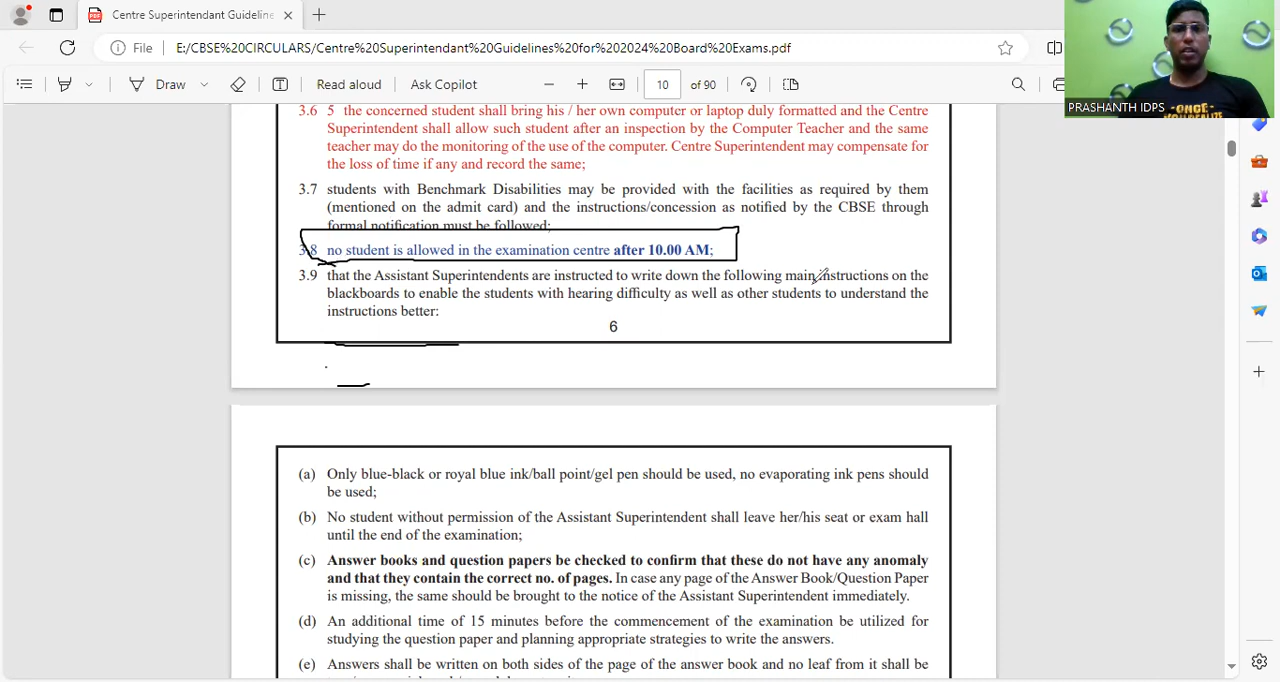 Centre Superintendant Guideline
File
E:/CBSE%20CIRCULARS/Centre%20Superintendant%20Guidelines%20for%202024%20Board%20Exams.pdf
Draw
Read aloud
Ask Copilot
10
of 90
PRASHANTH IDPS
3.6 5 the concerned student shall bring his / her own computer or laptop duly formatted and the Centre
Superintendent shall allow such student after an inspection by the Computer Teacher and the same
teacher may do the monitoring of the use of the computer. Centre Superintendent may compensate for
the loss of time if any and record the same;
3.7 students with Benchmark Disabilities may be provided with the facilities as required by them
(mentioned on the admit card) and the instructions/concession as notified by the CBSE through
formal notification must be followed;
3.8 no student is allowed in the examination centre after 10.00 AM;
3.9 that the Assistant Superintendents are instructed to write down the following main instructions on the
blackboards to enable the students with hearing difficulty as well as other students to understand the
instructions better:
6
(a) Only blue-black or royal blue ink/ball point/gel pen should be used, no evaporating ink pens should
be used;
(b) No student without permission of the Assistant Superintendent shall leave her/his seat or exam hall
until the end of the examination;
(c) Answer books and question papers be checked to confirm that these do not have any anomaly
and that they contain the correct no. of pages. In case any page of the Answer Book/Question Paper
is missing, the same should be brought to the notice of the Assistant Superintendent immediately.
(d) An additional time of 15 minutes before the commencement of the examination be utilized for
studying the question paper and planning appropriate strategies to write the answers.
(e) Answers shall be written on both sides of the page of the answer book and no leaf from it shall be